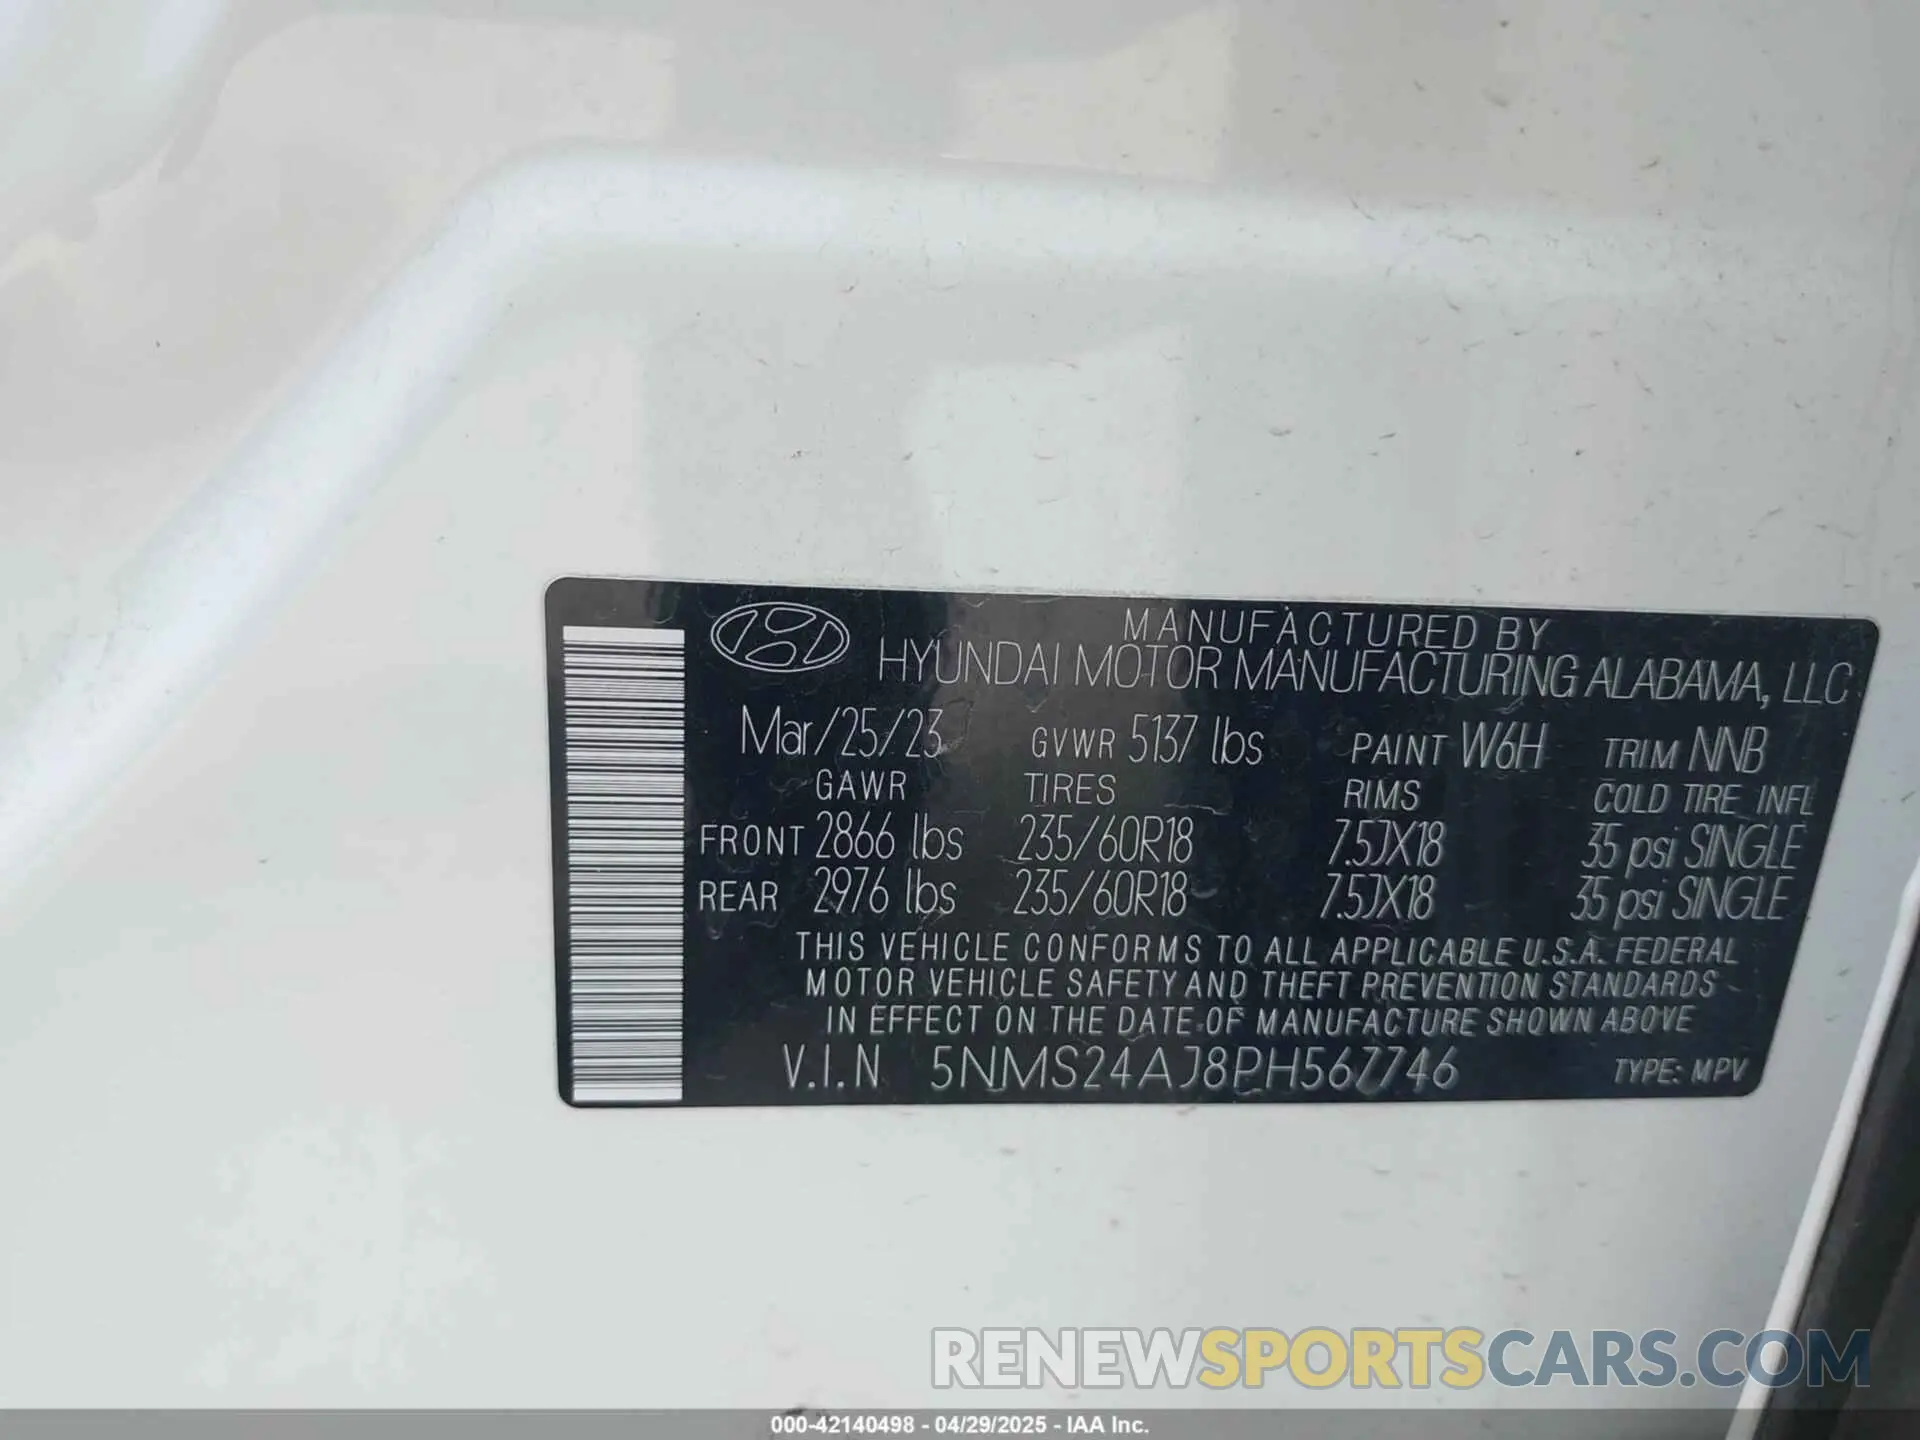 MANUFACTURED BY
HYUNDAI MOTOR MANUFACTURING ALABAMA, LLC
Mar/25/23 GVWR 5137 lbs PAINT W6H TRIM NNB
GAWR TIRES RIMS COLD TIRE INFL
FRONT 2866 lbs 235/60R18 7.5JX18 35 psi SINGLE
REAR 2976 lbs 235/60R18 7.5JX18 35 psi SINGLE
THIS VEHICLE CONFORMS TO ALL APPLICABLE U.S.A. FEDERAL
MOTOR VEHICLE SAFETY AND THEFT PREVENTION STANDARDS
IN EFFECT ON THE DATE OF MANUFACTURE SHOWN ABOVE
V.I.N 5NMS24AJ8PH567746 TYPE: MPV
RENEWSPORTSCARS.COM
000-42140498 - 04/29/2025 - IAA Inc.